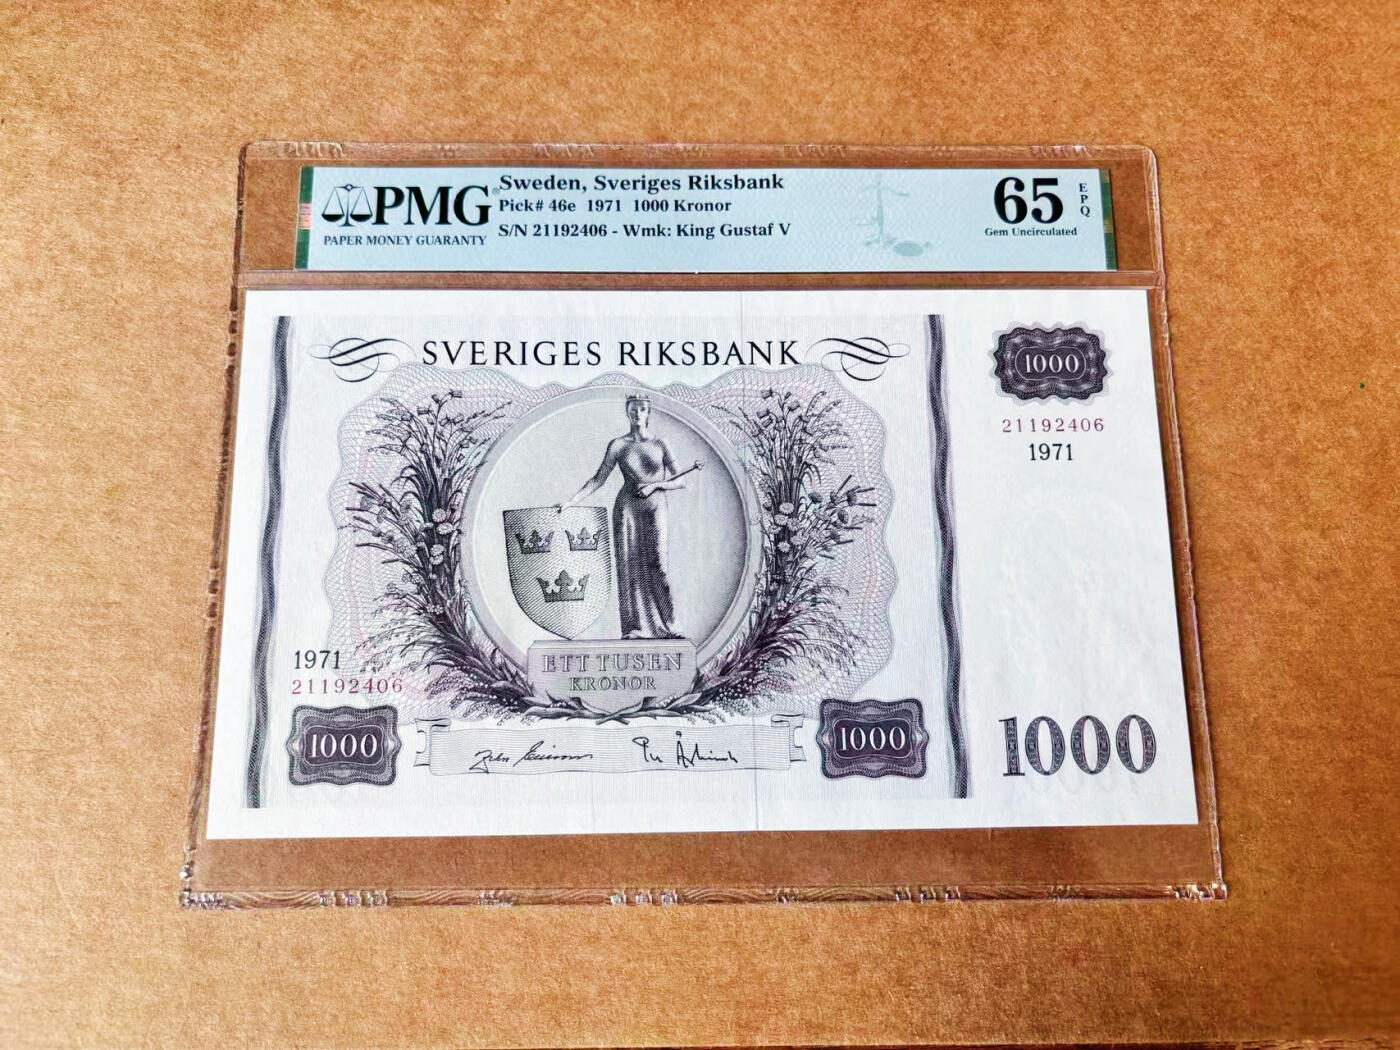 PMG
PAPER MONEY GUARANTY
Sweden, Sveriges Riksbank
Pick# 46e 1971 1000 Kronor
S/N 21192406 - Wmk: King Gustaf V
65
EPQ
Gem Uncirculated
SVERIGES RIKSBANK
1000
21192406
1971
ETT TUSEN
KRONOR
1971
21192406
1000
1000
1000